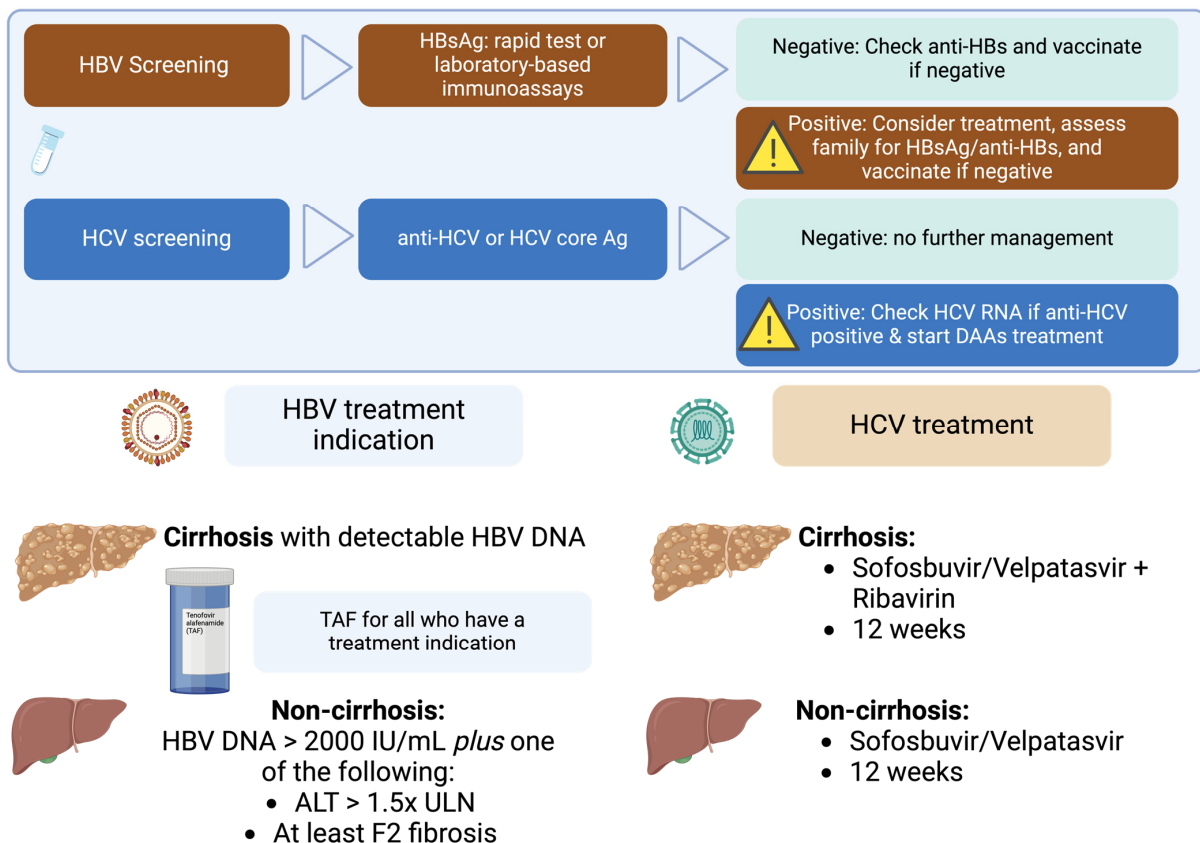 HBV Screening
HBsAg: rapid test or
laboratory-based
immunoassays
Negative: Check anti-HBs and vaccinate
if negative
Positive: Consider treatment, assess
family for HBsAg/anti-HBs, and
vaccinate if negative
HCV screening
anti-HCV or HCV core Ag
Negative: no further management
Positive: Check HCV RNA if anti-HCV
positive & start DAAs treatment
HBV treatment
indication
Cirrhosis with detectable HBV DNA
Tenofovir
alafenamide
(TAF)
TAF for all who have a
treatment indication
Non-cirrhosis:
HBV DNA > 2000 IU/mL plus one
of the following:
• ALT > 1.5x ULN
• At least F2 fibrosis
HCV treatment
Cirrhosis:
• Sofosbuvir/Velpatasvir +
Ribavirin
• 12 weeks
Non-cirrhosis:
• Sofosbuvir/Velpatasvir
• 12 weeks